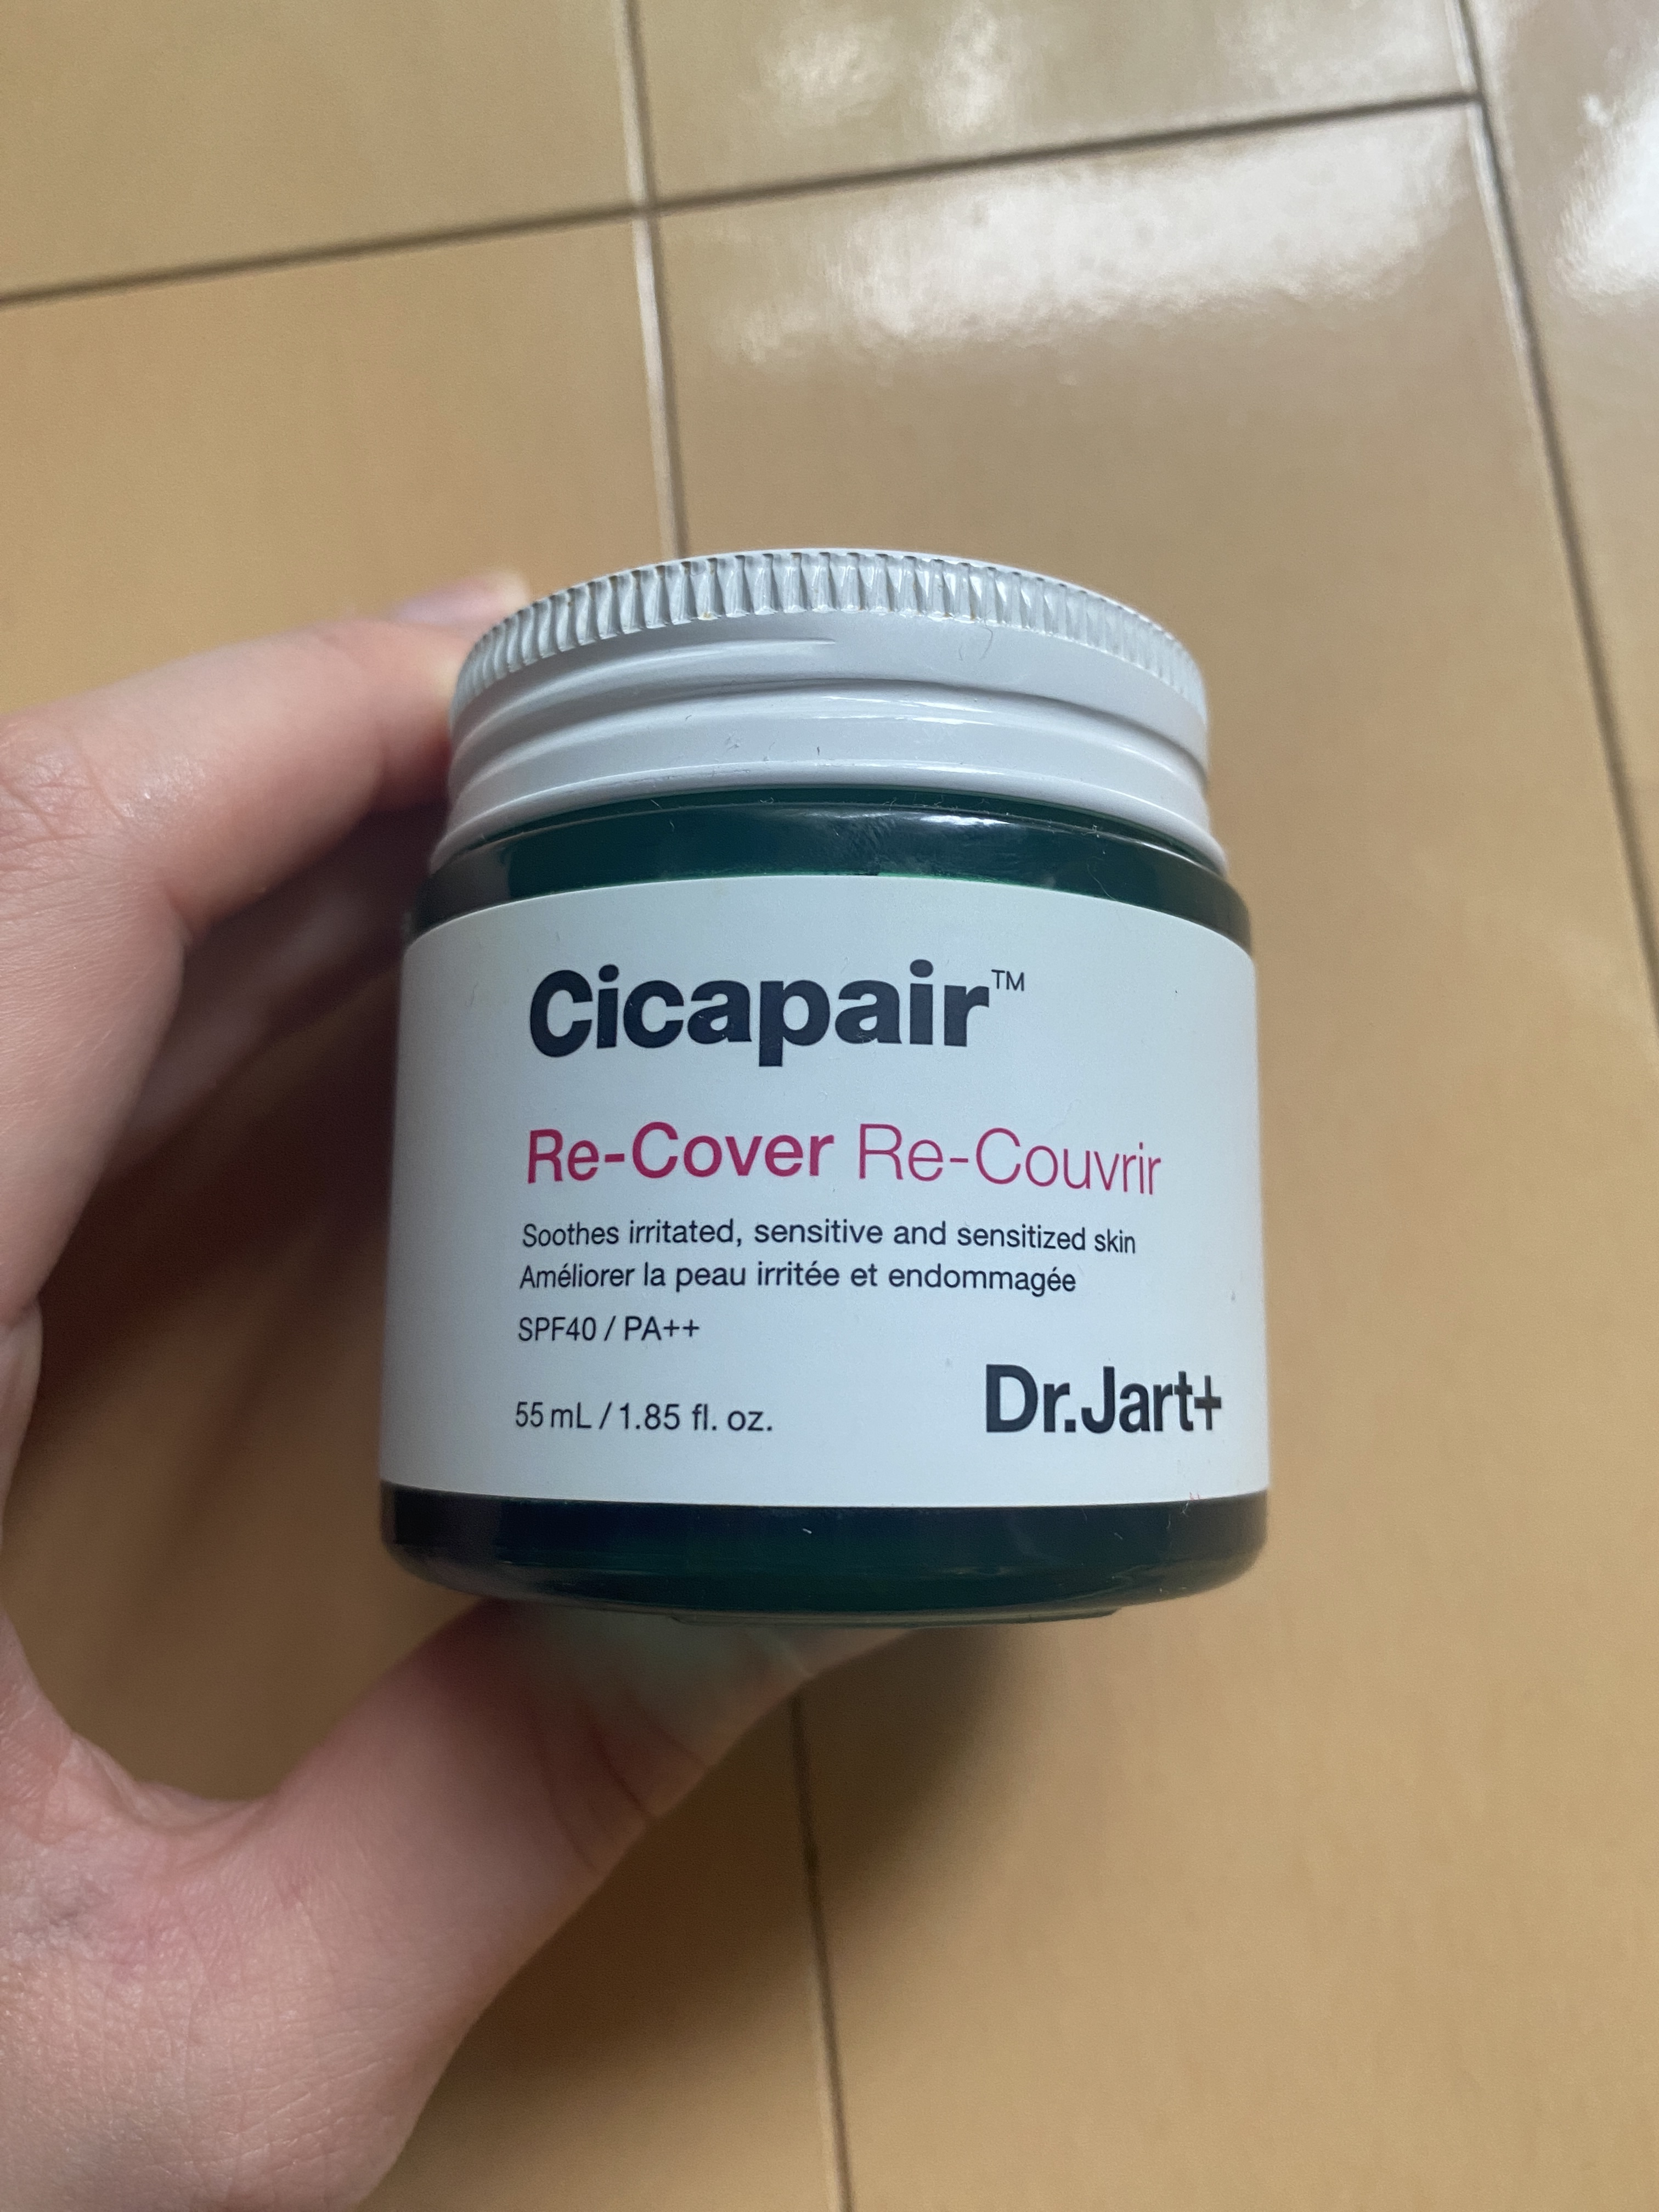 Cicapair™
Re-Cover Re-Couvrir
Soothes irritated, sensitive and sensitized skin
Améliorer la peau irritée et endommagée
SPF40 / PA++
55 mL / 1.85 fl. oz.
Dr.Jart+